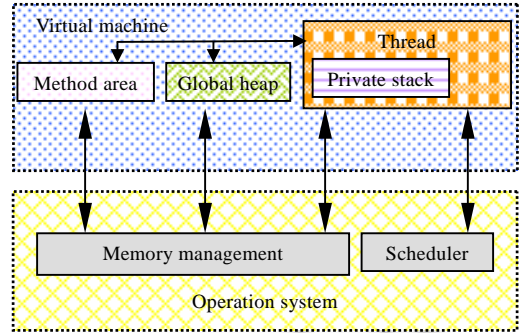 Virtual machine
Thread
Method area
Global heap
Private stack
Memory management
Scheduler
Operation system